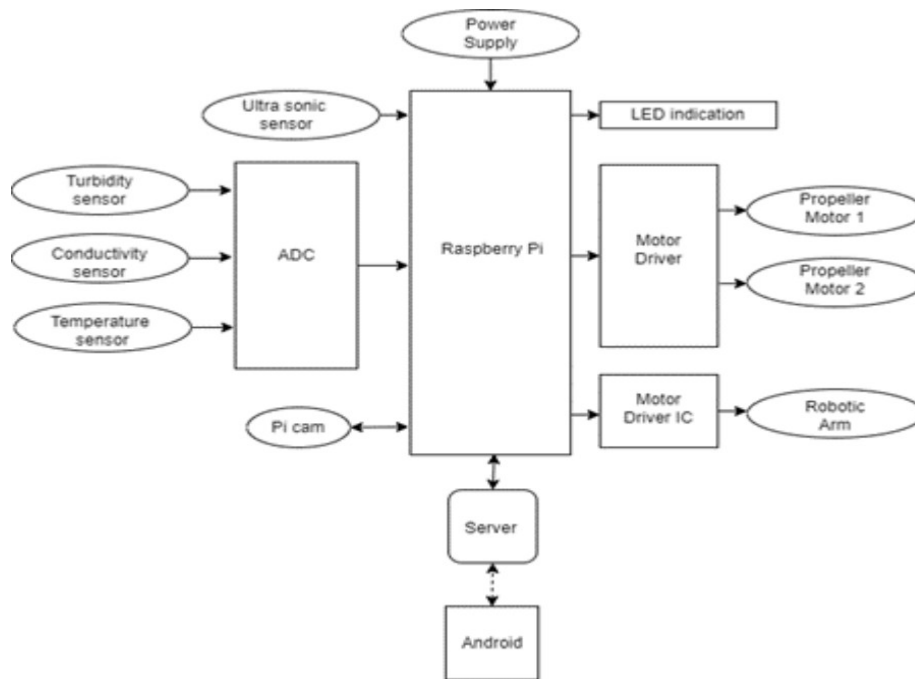 Power
Supply
Ultra sonic
sensor
LED indication
Turbidity
sensor
Conductivity
sensor
Temperature
sensor
ADC
Raspberry Pi
Motor
Driver
Propeller
Motor 1
Propeller
Motor 2
Pi cam
Motor
Driver IC
Robotic
Arm
Server
Android